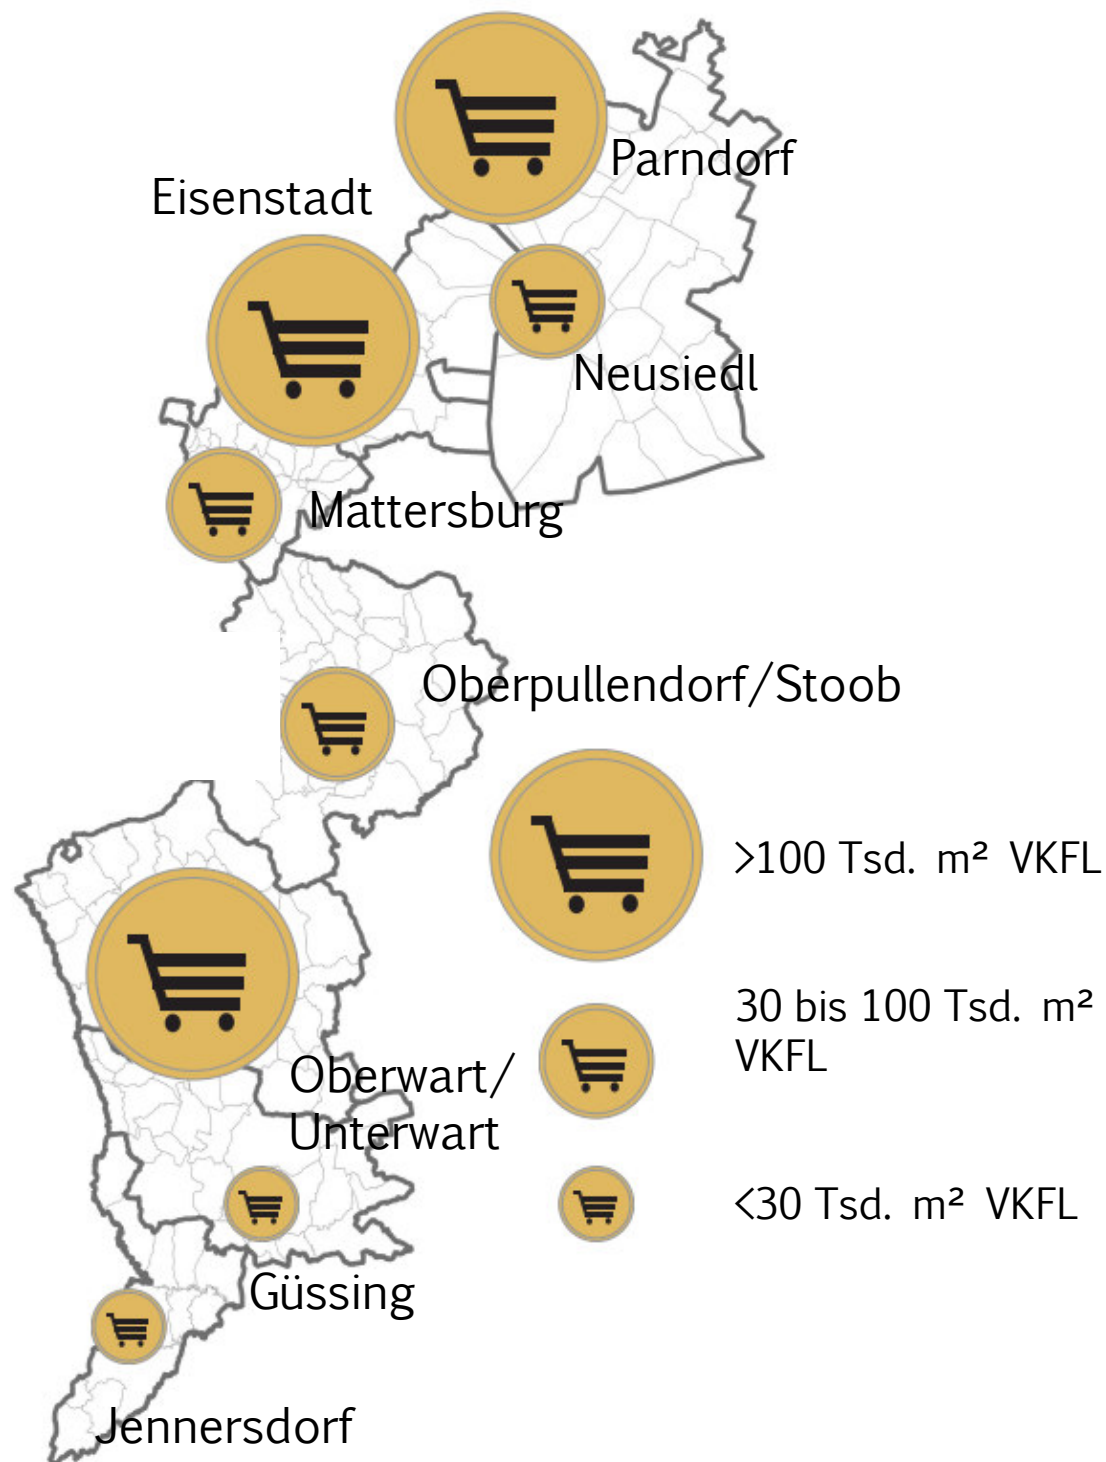 Parndorf
Eisenstadt
Neusiedl
Mattersburg
Oberpullendorf/Stoob
>100 Tsd. m² VKFL
30 bis 100 Tsd. m²
VKFL
Oberwart/
Unterwart
<30 Tsd. m² VKFL
Güssing
Jennersdorf